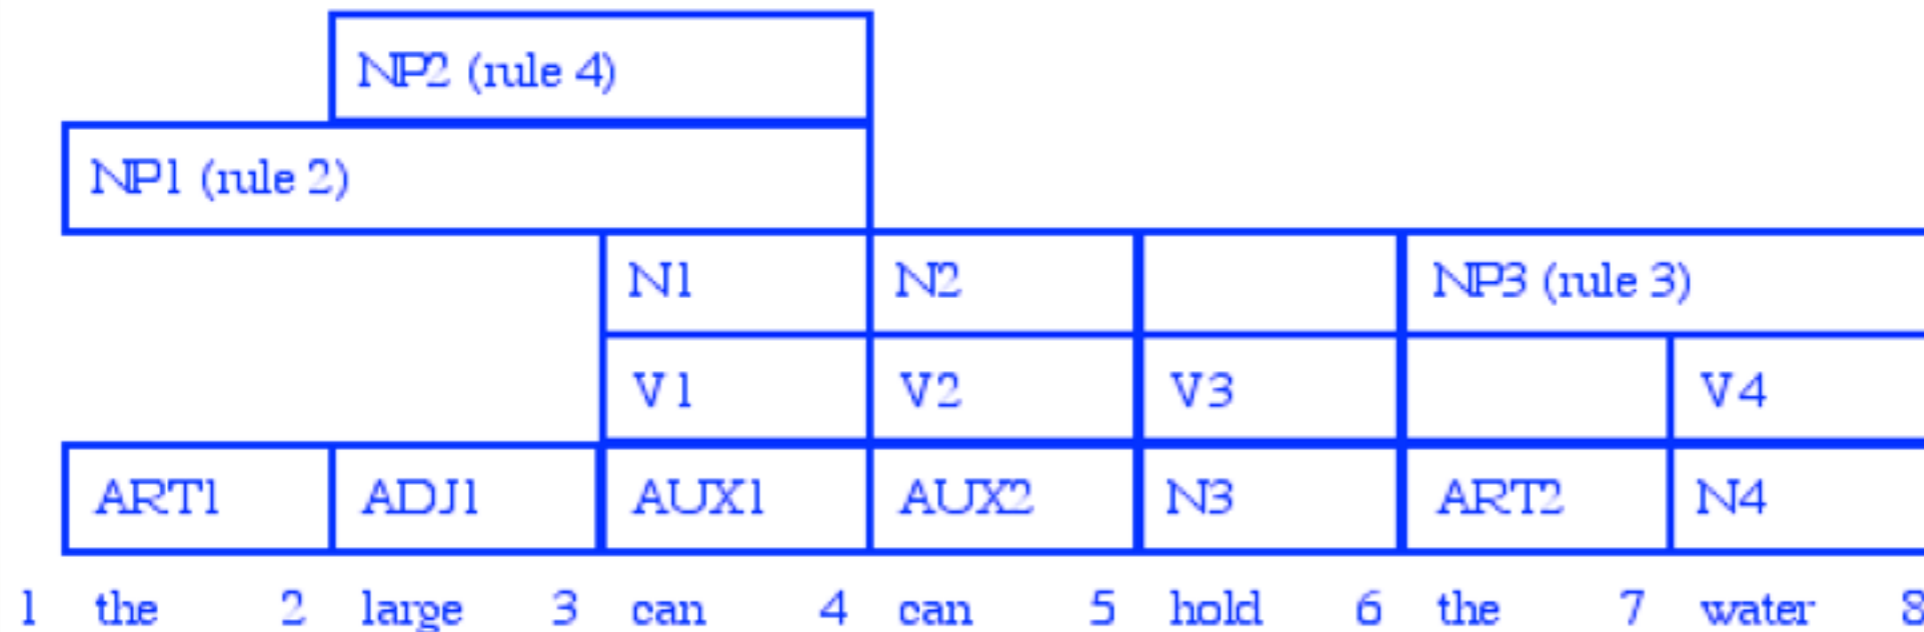 NP2 (rule 4)
NP1 (rule 2)
N1 N2 NP3 (rule 3)
V1 V2 V3 V4
ART1 ADJ1 AUX1 AUX2 N3 ART2 N4
1 the 2 large 3 can 4 can 5 hold 6 the 7 water 8